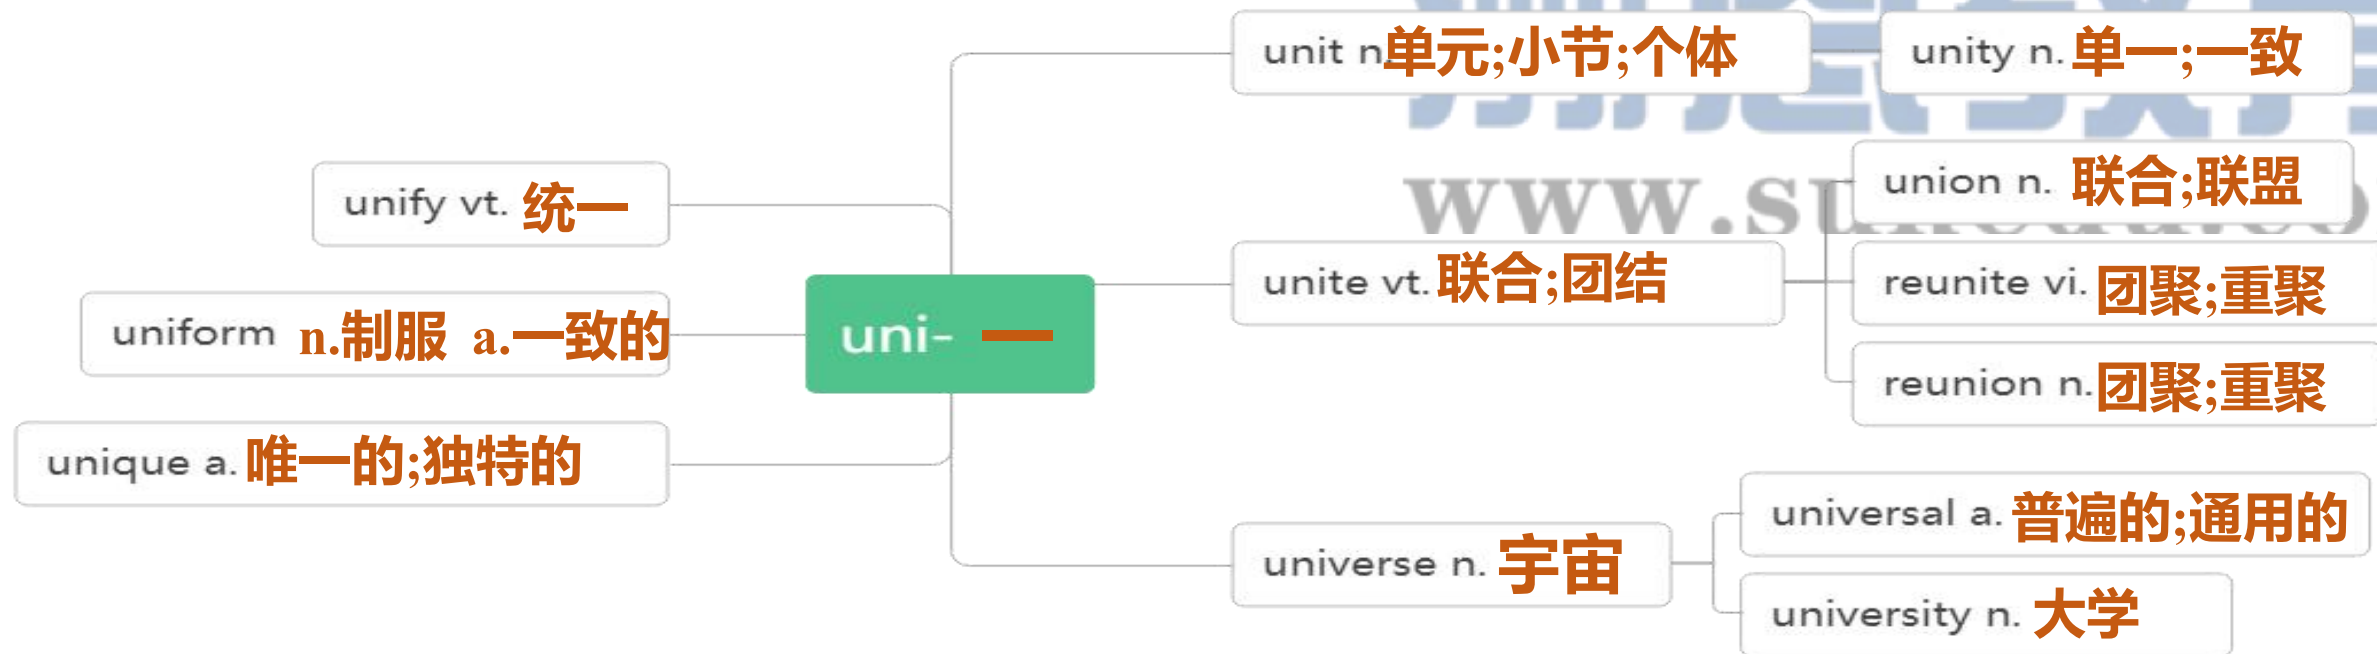 unit n.单元;小节;个体
unity n.单一;一致
unify vt. 统一
union n. 联合;联盟
unite vt.联合;团结
reunite vi.团聚;重聚
uniform n.制服 a.一致的
uni- 一
reunion n.团聚;重聚
unique a.唯一的;独特的
universal a.普遍的;通用的
universe n.宇宙
university n.大学